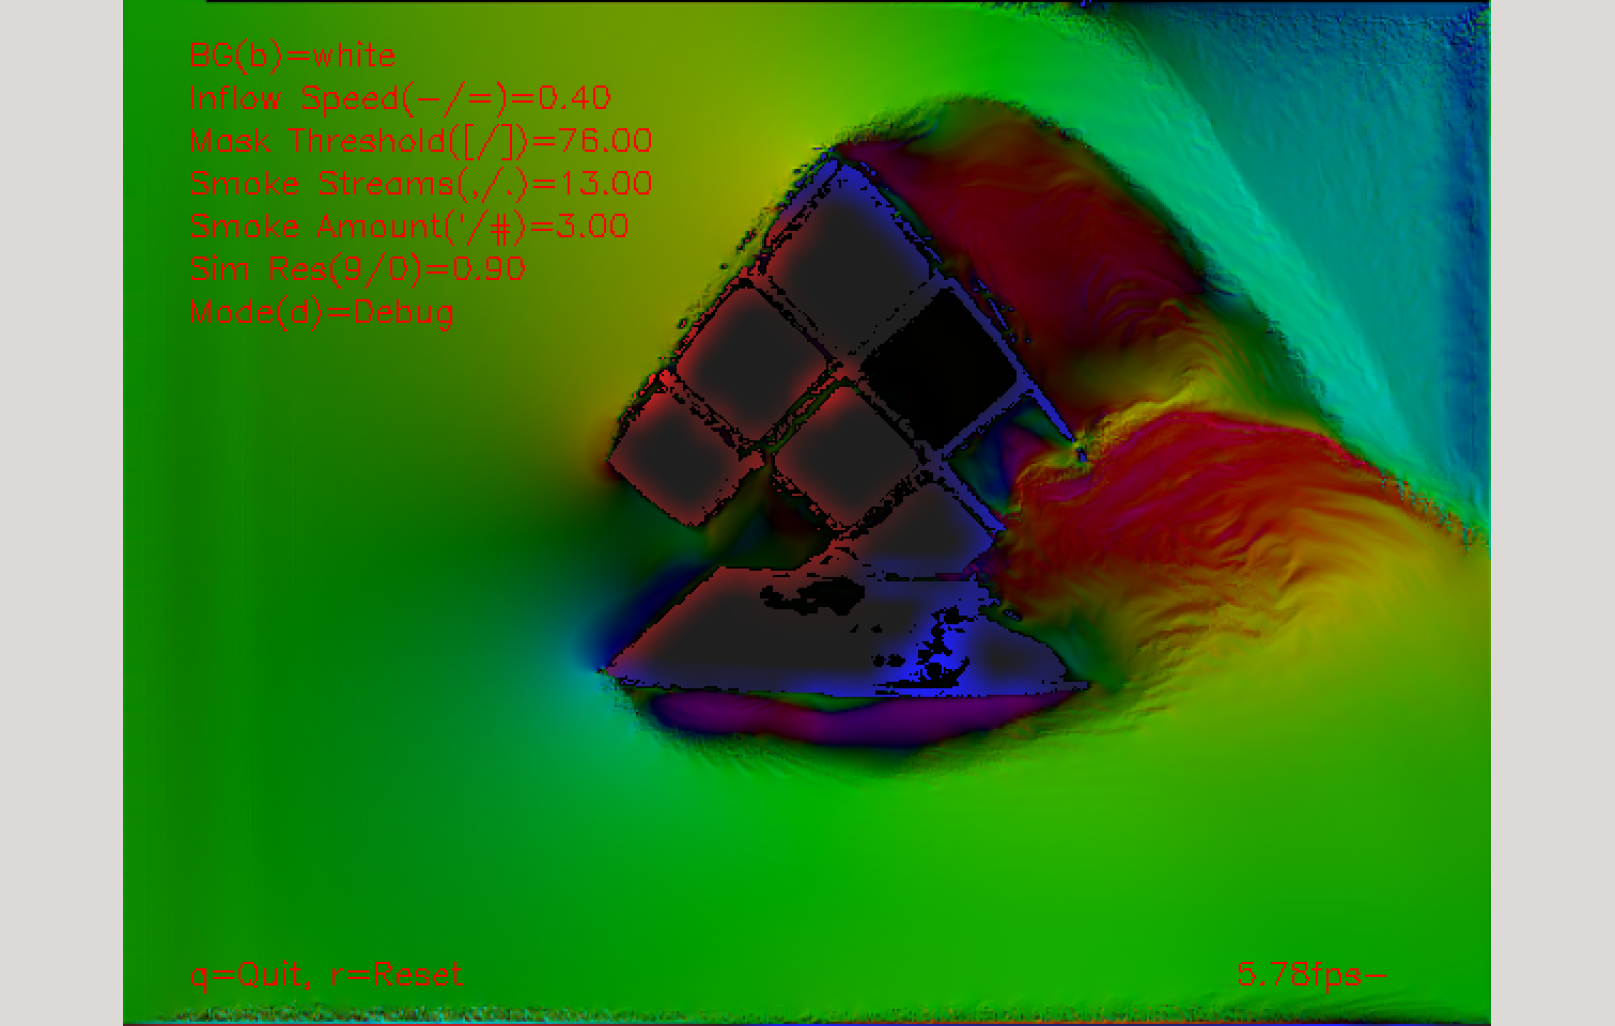 BG(b)=white
Inflow Speed(-/=)=0.40
Mask Threshold([/])=76.00
Smoke Streams(,/.)=13.00
Smoke Amount('/#)=3.00
Sim Res(9/0)=0.90
Mode(d)=Debug
q=Quit, r=Reset
5.78fps-